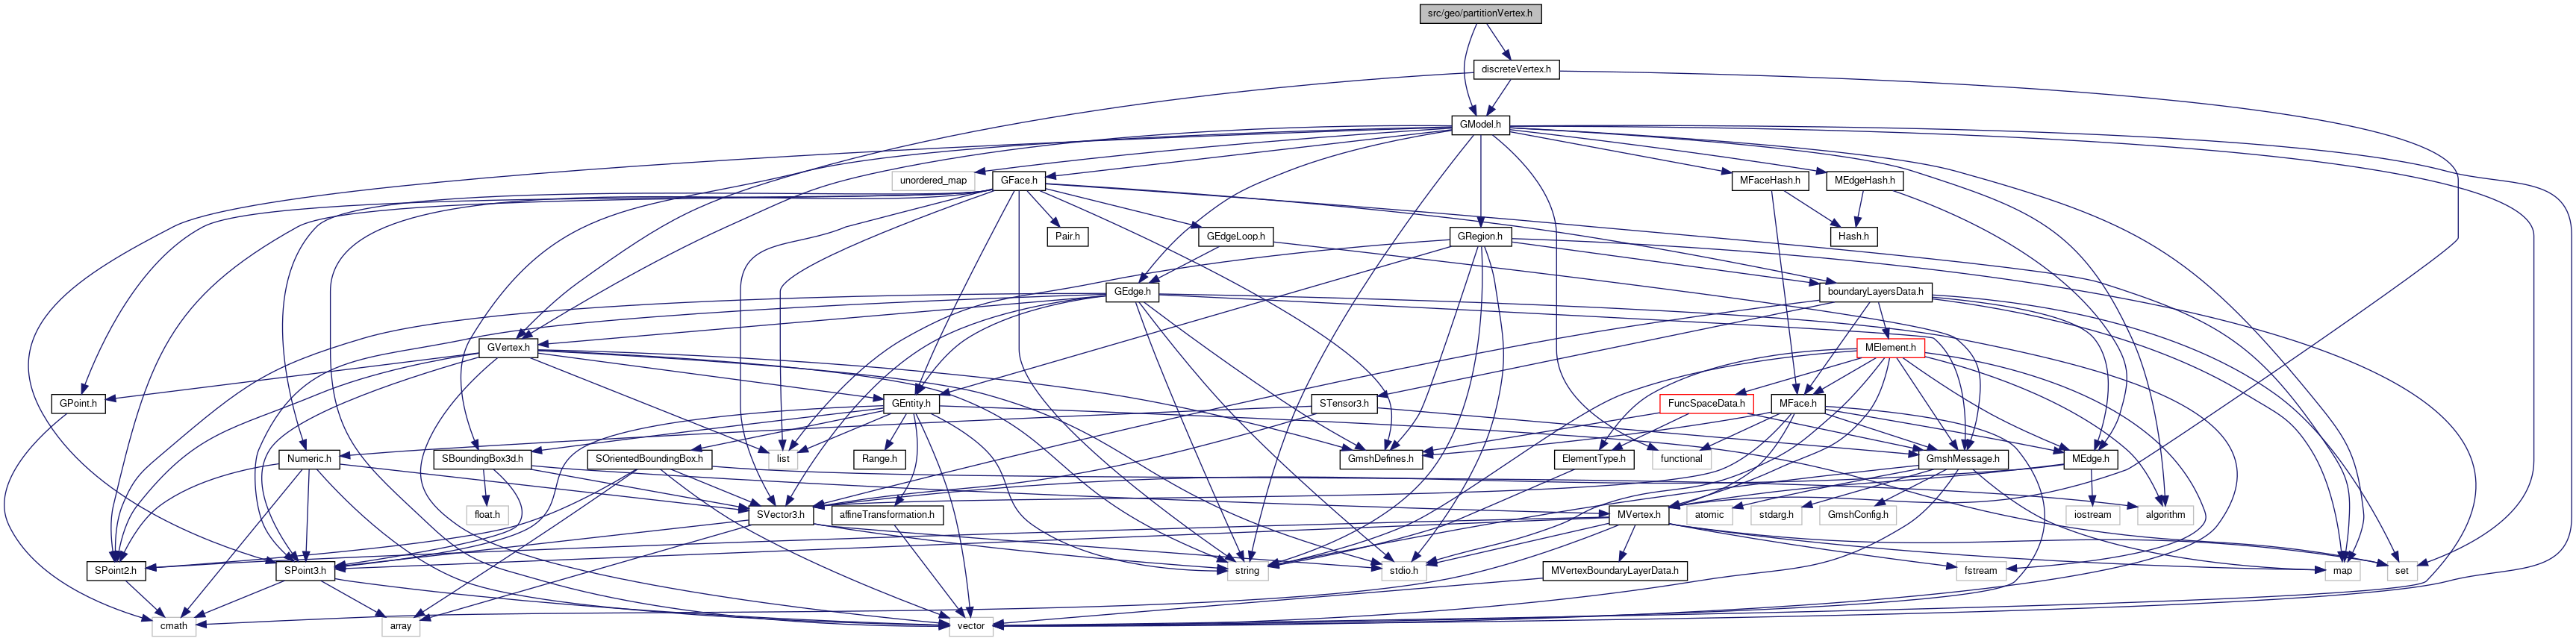 src/geo/partitionVertex.h
discreteVertex.h
GModel.h
unordered_map
GFace.h
MFaceHash.h
MEdgeHash.h
Pair.h
GEdgeLoop.h
GRegion.h
Hash.h
GEdge.h
boundaryLayersData.h
GVertex.h
MElement.h
GPoint.h
GEntity.h
STensor3.h
FuncSpaceData.h
MFace.h
Numeric.h
SBoundingBox3d.h
SOrientedBoundingBox.h
list
Range.h
GmshDefines.h
ElementType.h
functional
GmshMessage.h
MEdge.h
float.h
SVector3.h
affineTransformation.h
MVertex.h
atomic
stdarg.h
GmshConfig.h
iostream
algorithm
SPoint2.h
SPoint3.h
string
stdio.h
MVertexBoundaryLayerData.h
fstream
map
set
cmath
array
vector